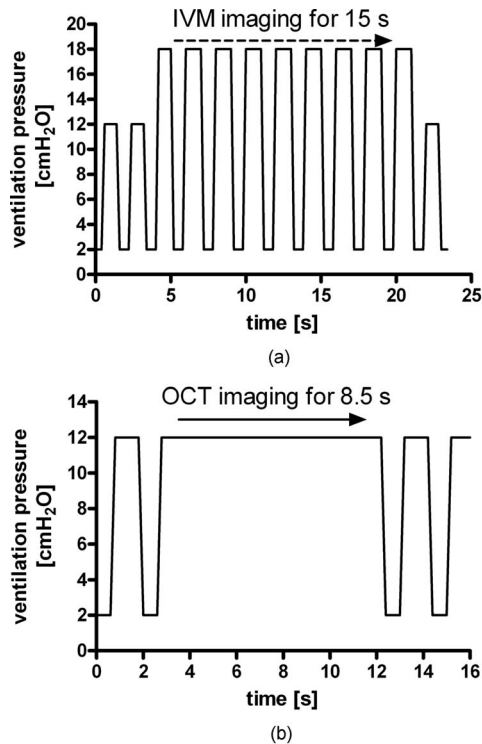 IVM imaging for 15 s
20
18
16
14
12
10
8
6
4
2
0
ventilation pressure
[cmH₂O]
0 5 10 15 20 25
time [s]
(a)
OCT imaging for 8.5 s
14
12
10
8
6
4
2
0
ventilation pressure
[cmH₂O]
0 2 4 6 8 10 12 14 16
time [s]
(b)